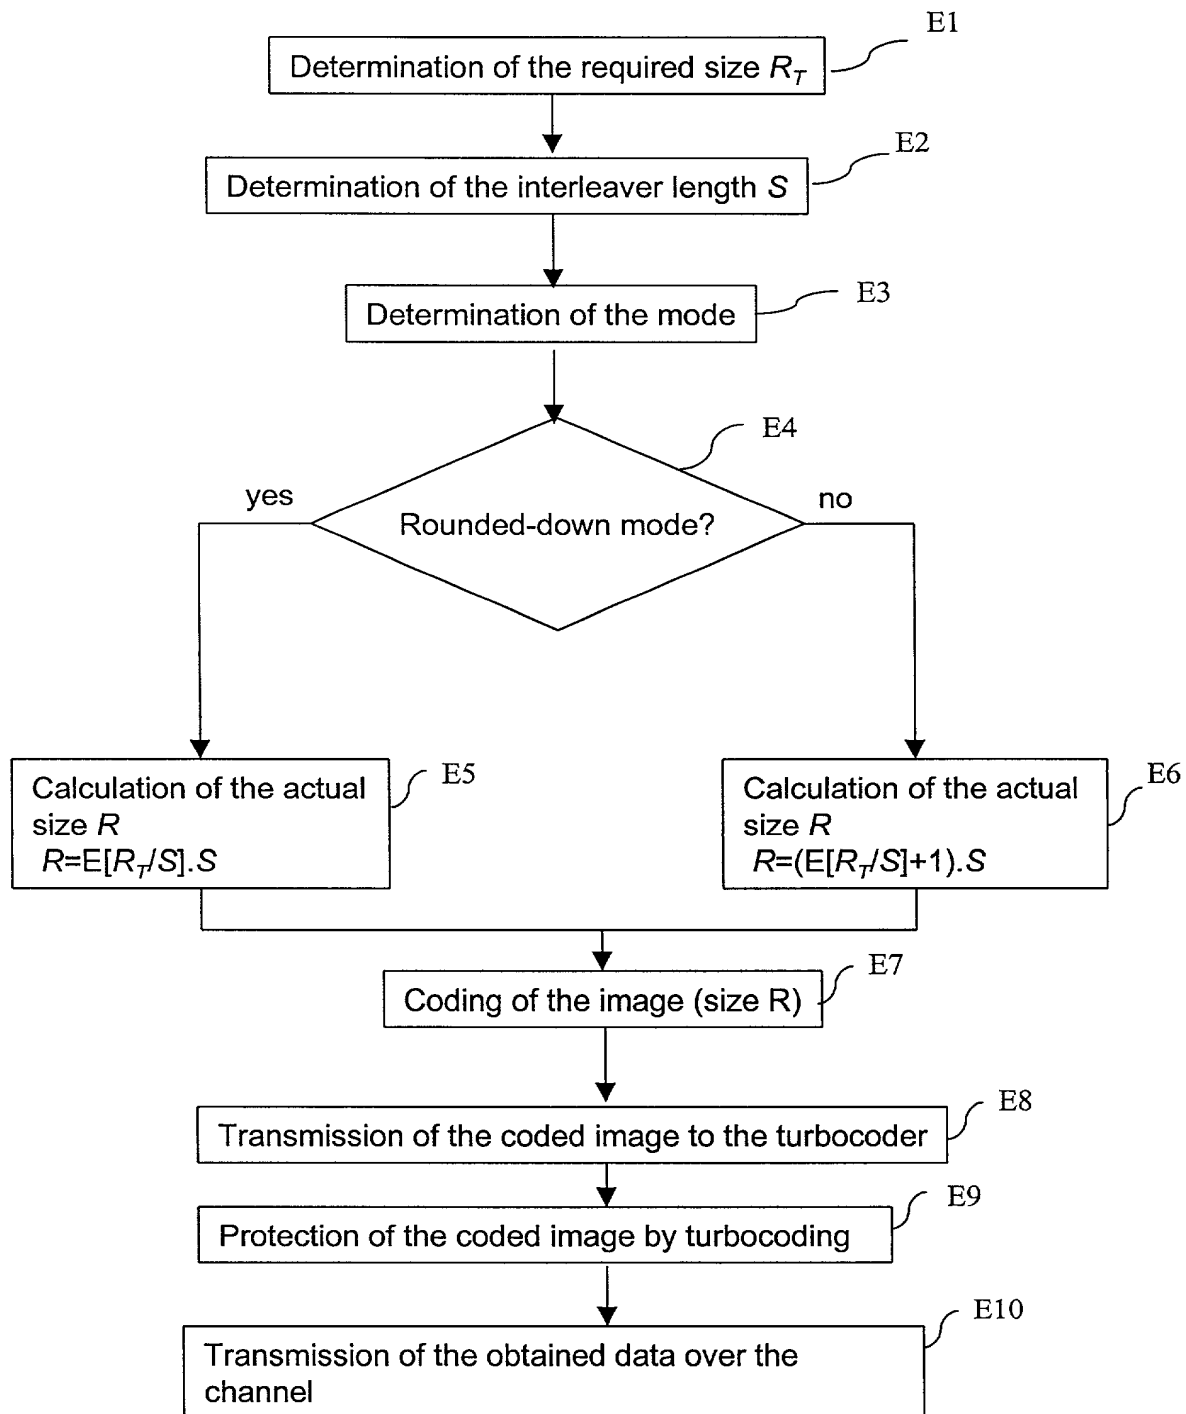 E1
Determination of the required size R_T
E2
Determination of the interleaver length S
E3
Determination of the mode
E4
yes
Rounded-down mode?
no
E5
Calculation of the actual
size R
R=E[R_T/S].S
E6
Calculation of the actual
size R
R=(E[R_T/S]+1).S
E7
Coding of the image (size R)
E8
Transmission of the coded image to the turbocoder
E9
Protection of the coded image by turbocoding
E10
Transmission of the obtained data over the
channel